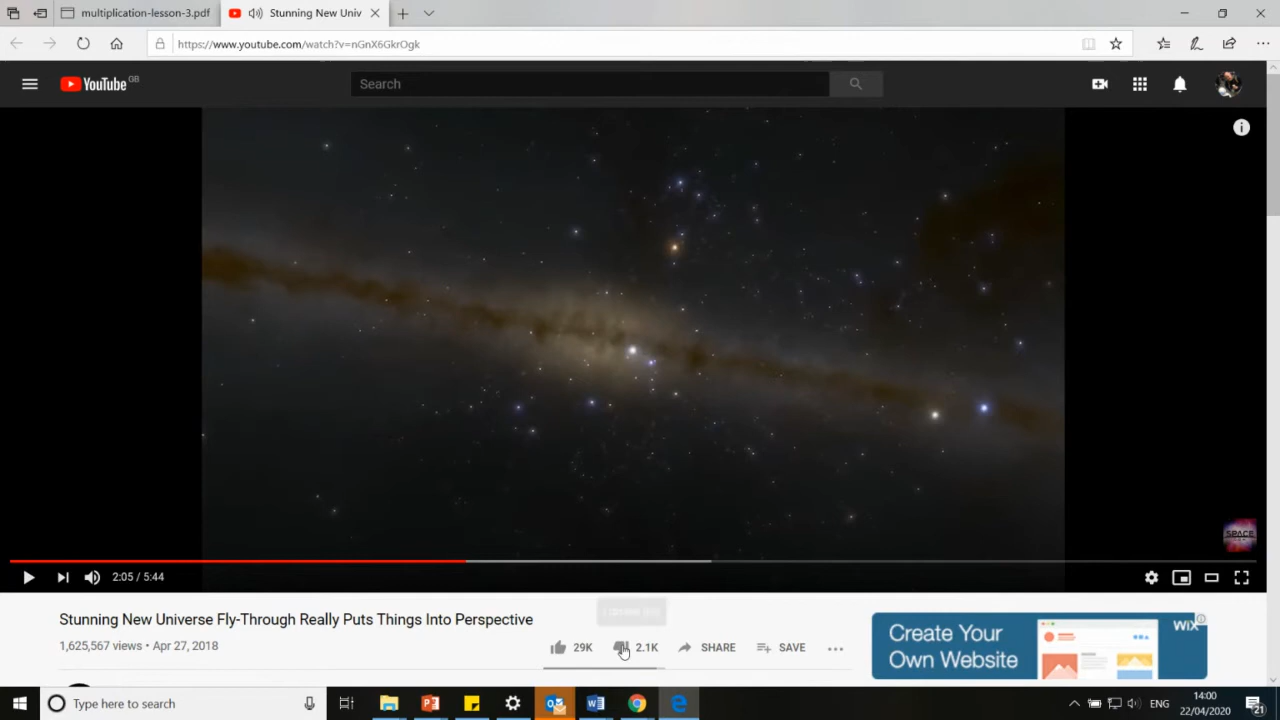 multiplication-lesson-3.pdf
Stunning New Univ
https://www.youtube.com/watch?v=nGnX6GkrOgk
YouTube GB
Search
SPACE
2:05 / 5:44
Stunning New Universe Fly-Through Really Puts Things Into Perspective
1,625,567 views • Apr 27, 2018
29K
2.1K
SHARE
SAVE
Create Your
Own Website
WiX
Type here to search
ENG
14:00
22/04/2020
21